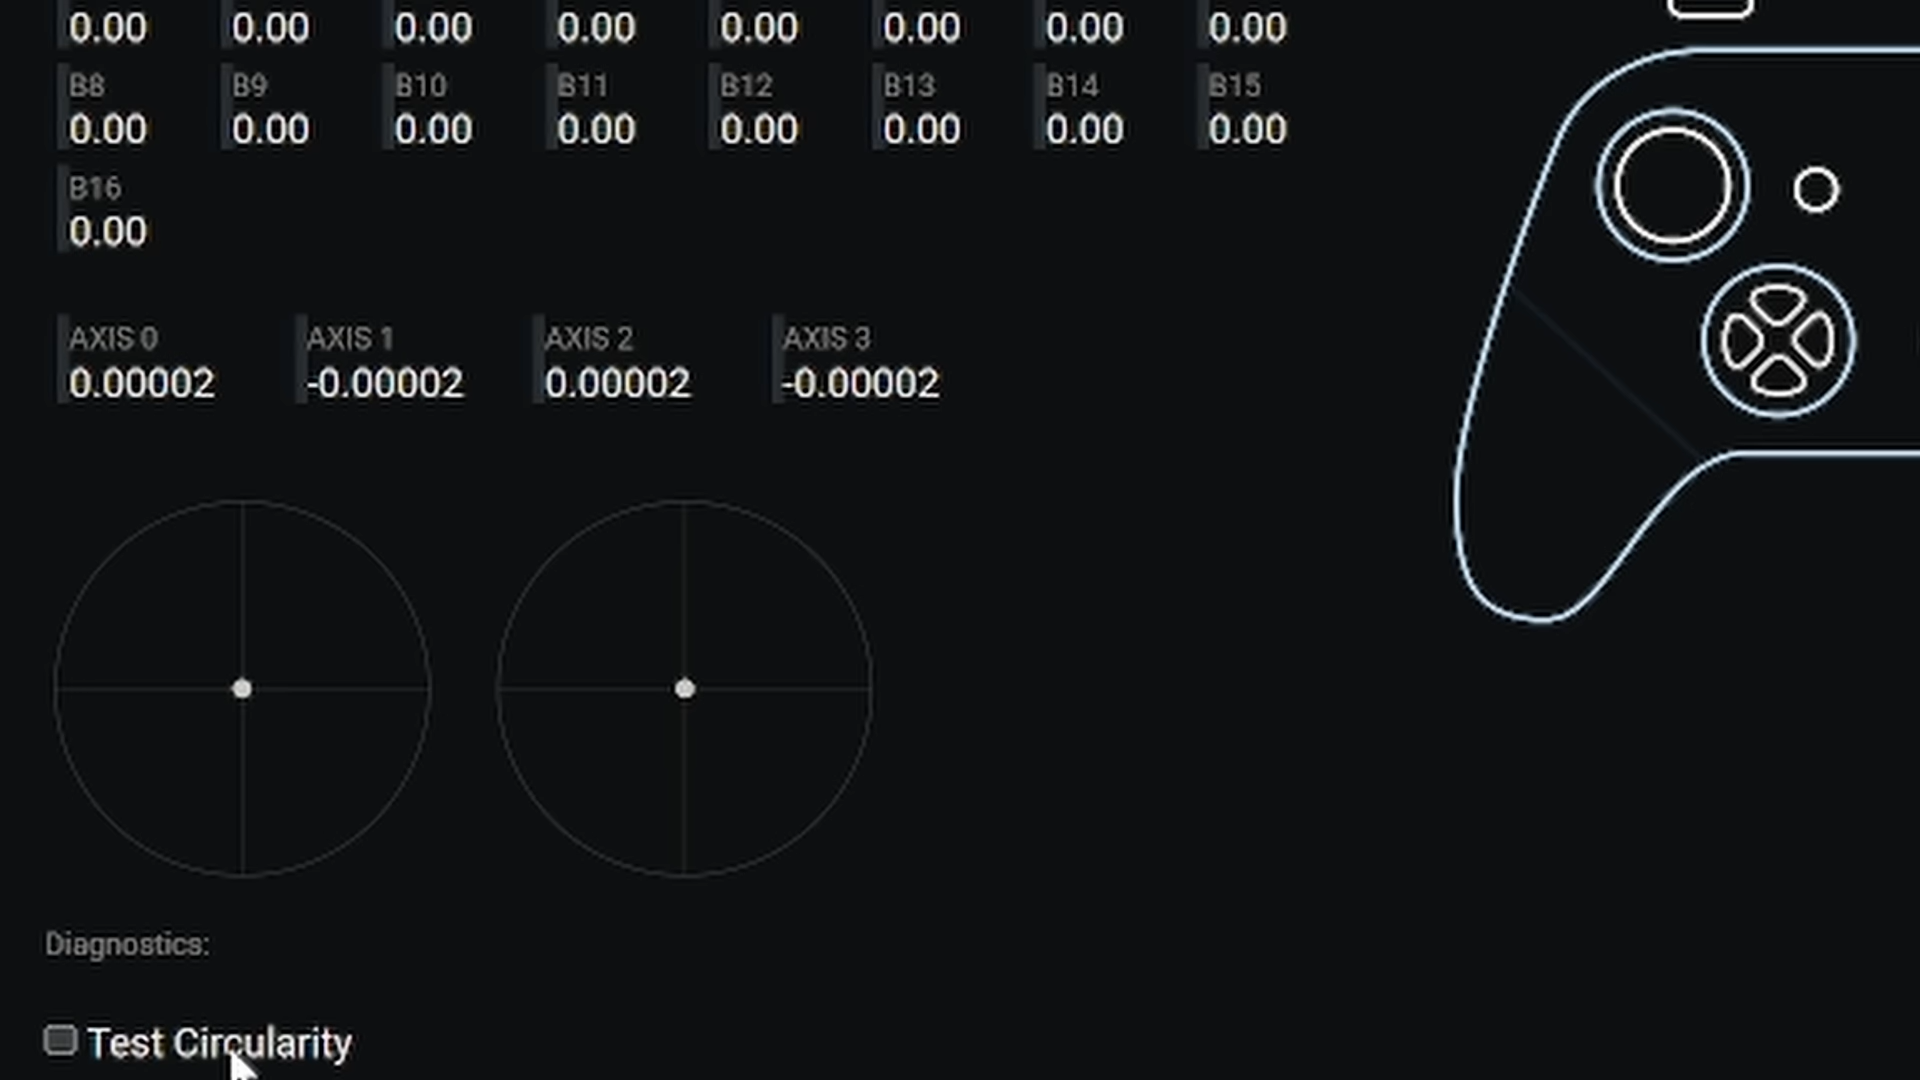 0.00 0.00 0.00 0.00 0.00 0.00 0.00 0.00
B8 B9 B10 B11 B12 B13 B14 B15
0.00 0.00 0.00 0.00 0.00 0.00 0.00 0.00
B16
0.00
AXIS 0 AXIS 1 AXIS 2 AXIS 3
0.00002 -0.00002 0.00002 -0.00002
Diagnostics:
Test Circularity